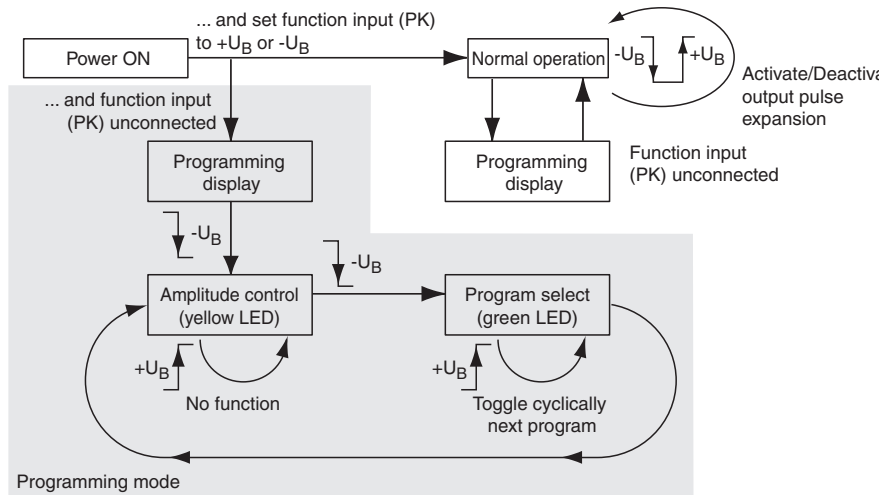 ... and set function input (PK)
to +UB or -UB
Power ON
Normal operation
-UB
+UB
Activate/Deactiva
output pulse
expansion
... and function input
(PK) unconnected
Programming
display
Programming
display
Function input
(PK) unconnected
-UB
-UB
Amplitude control
(yellow LED)
Program select
(green LED)
+UB
No function
+UB
Toggle cyclically
next program
Programming mode